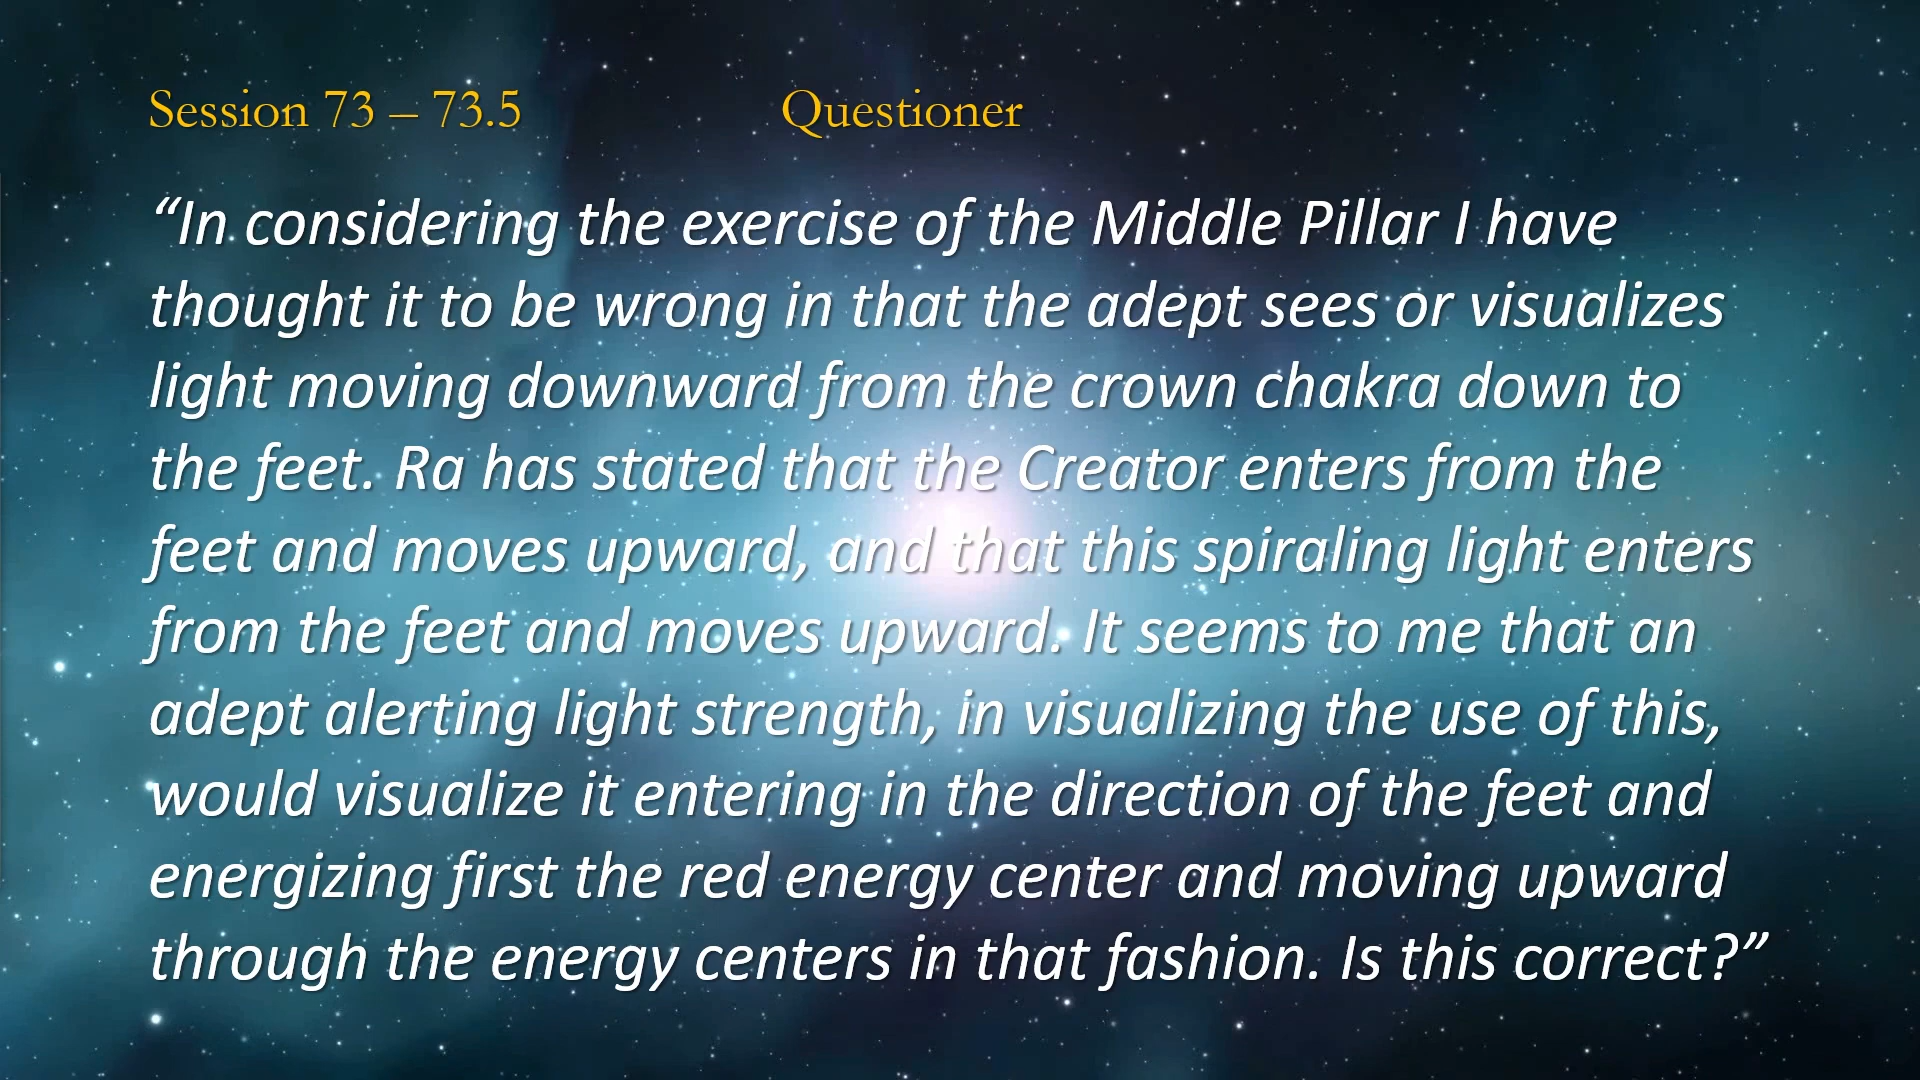 Session 73 – 73.5 Questioner
“In considering the exercise of the Middle Pillar I have
thought it to be wrong in that the adept sees or visualizes
light moving downward from the crown chakra down to
the feet. Ra has stated that the Creator enters from the
feet and moves upward, and that this spiraling light enters
from the feet and moves upward. It seems to me that an
adept alerting light strength, in visualizing the use of this,
would visualize it entering in the direction of the feet and
energizing first the red energy center and moving upward
through the energy centers in that fashion. Is this correct?”